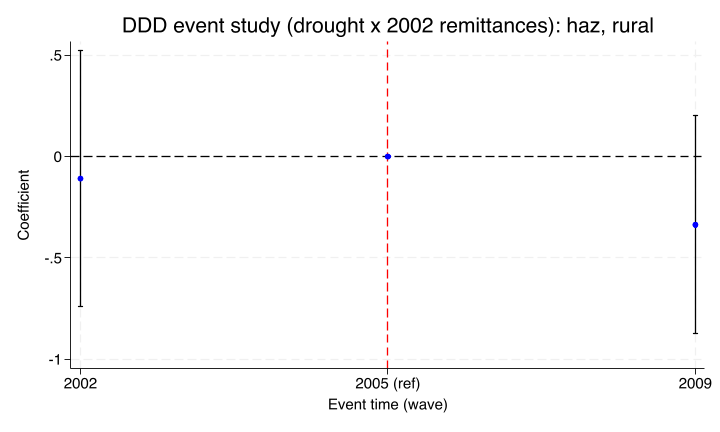 DDD event study (drought x 2002 remittances): haz, rural
.5
0
-.5
-1
Coefficient
2002
2005 (ref)
2009
Event time (wave)